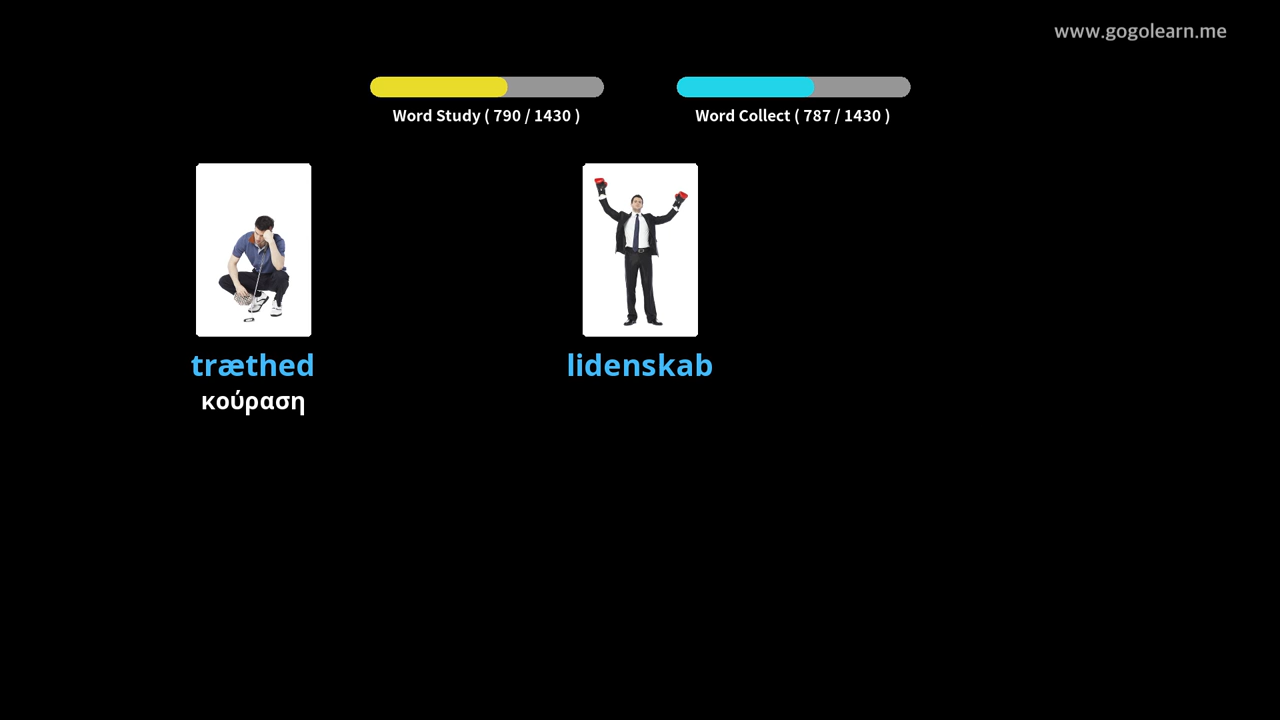 www.gogolearn.me
Word Study ( 790 / 1430 )
Word Collect ( 787 / 1430 )
træthed
κούραση
lidenskab